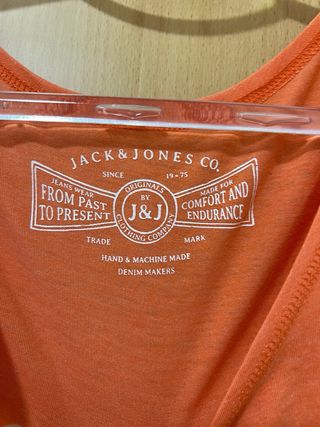 JACK & JONES CO.
SINCE 19-75
JEANS WEAR
FROM PAST
TO PRESENT
ORIGINALS
BY
J&J
CLOTHING COMPANY
MADE FOR
COMFORT AND
ENDURANCE
TRADE MARK
HAND & MACHINE MADE
DENIM MAKERS